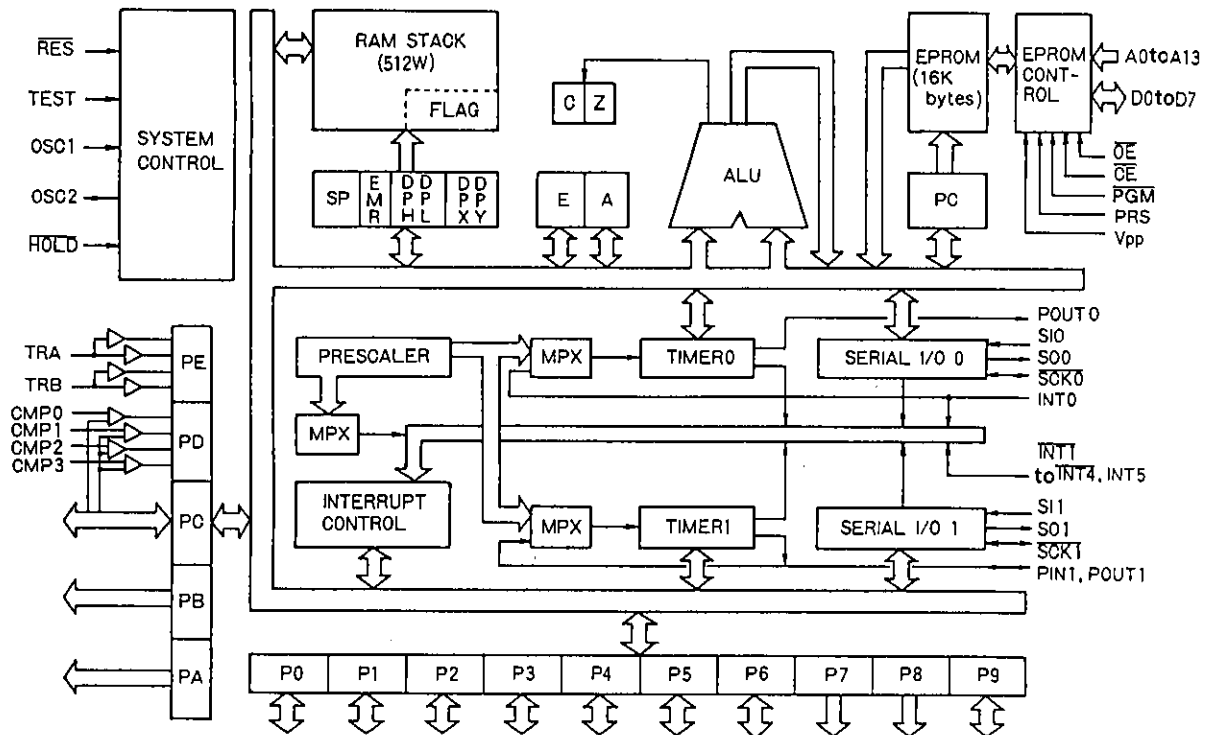 RES
TEST
OSC1
OSC2
HOLD
SYSTEM
CONTROL
RAM STACK
(512W)
FLAG
SP
EMR
DPH
DPL
DPX
DPY
C
Z
E
A
ALU
EPROM
(16K
bytes)
EPROM
CONT-
ROL
A0toA13
D0toD7
OE
CE
PGM
PRS
Vpp
PC
TRA
TRB
CMP0
CMP1
CMP2
CMP3
PE
PD
PC
PB
PA
PRESCALER
MPX
TIMER0
SERIAL I/O 0
POUT0
SI0
SO0
SCK0
INT0
MPX
INT1
to INT4, INT5
INTERRUPT
CONTROL
MPX
TIMER1
SERIAL I/O 1
SI1
SO1
SCK1
PIN1, POUT1
P0
P1
P2
P3
P4
P5
P6
P7
P8
P9